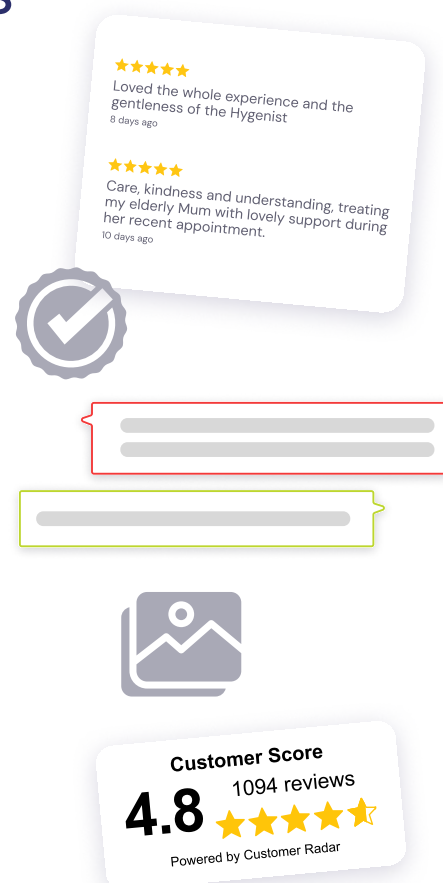 Loved the whole experience and the
gentleness of the Hygenist
8 days ago
Care, kindness and understanding, treating
my elderly Mum with lovely support during
her recent appointment.
10 days ago
Customer Score
4.8
1094 reviews
Powered by Customer Radar